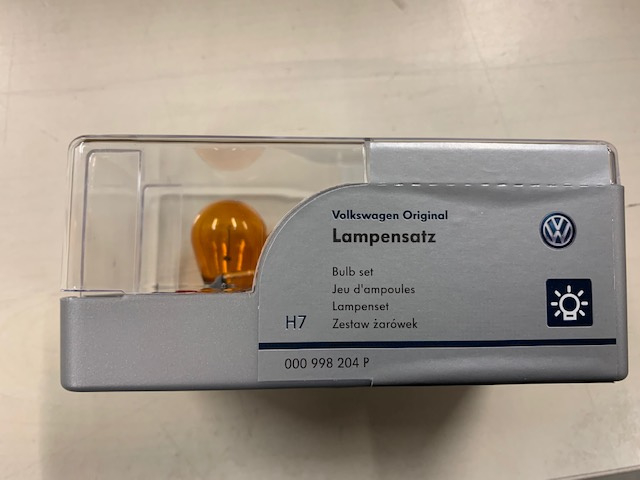 Volkswagen Original
Lampensatz
Bulb set
Jeu d'ampoules
Lampenset
H7 Zestaw żarówek
000 998 204 P